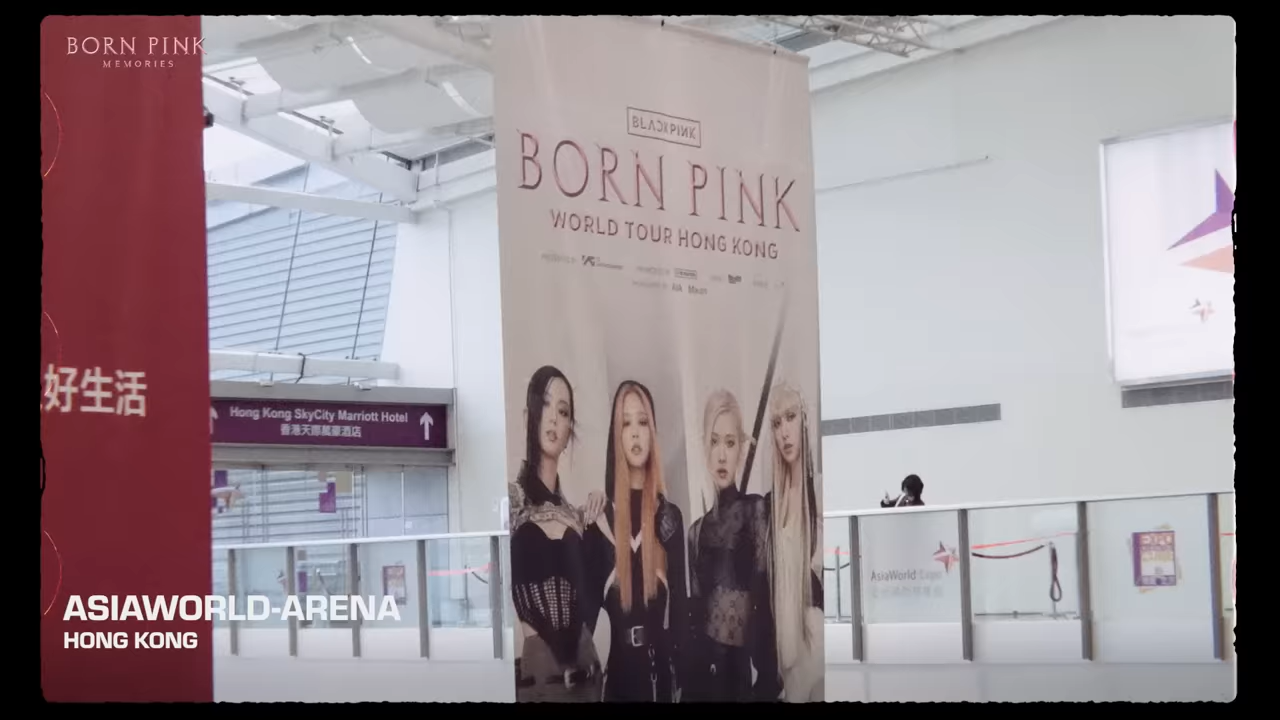 BORN PINK
MEMORIES
BLACKPINK
BORN PINK
WORLD TOUR HONG KONG
好生活
Hong Kong SkyCity Marriott Hotel
香港天際萬豪酒店
AsiaWorld-Expo
ASIAWORLD-ARENA
HONG KONG